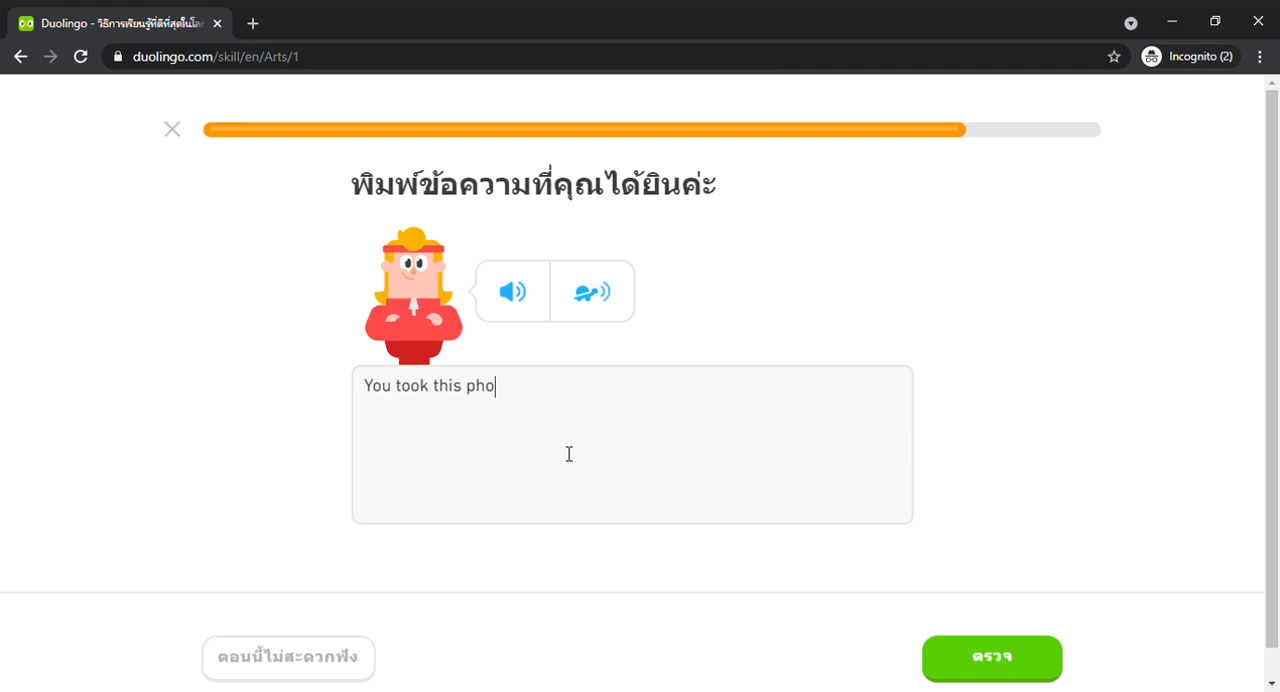 Duolingo - วิธีการเรียนรู้ที่ดีที่สุดในโล
duolingo.com/skill/en/Arts/1
Incognito (2)
พิมพ์ข้อความที่คุณได้ยินค่ะ
You took this pho
ตอนนี้ไม่สะดวกฟัง
ตรวจ